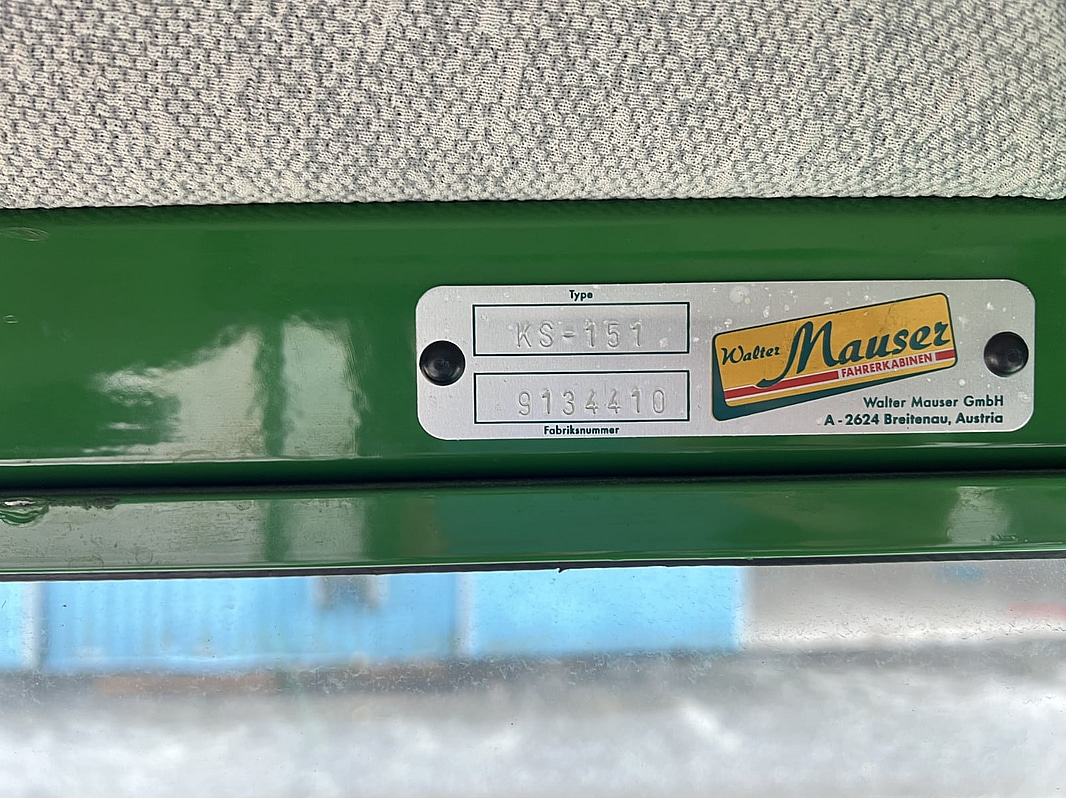 Type
KS-151
9134410
Fabriksnummer
Walter Mauser
FAHRERKABINEN
Walter Mauser GmbH
A - 2624 Breitenau, Austria